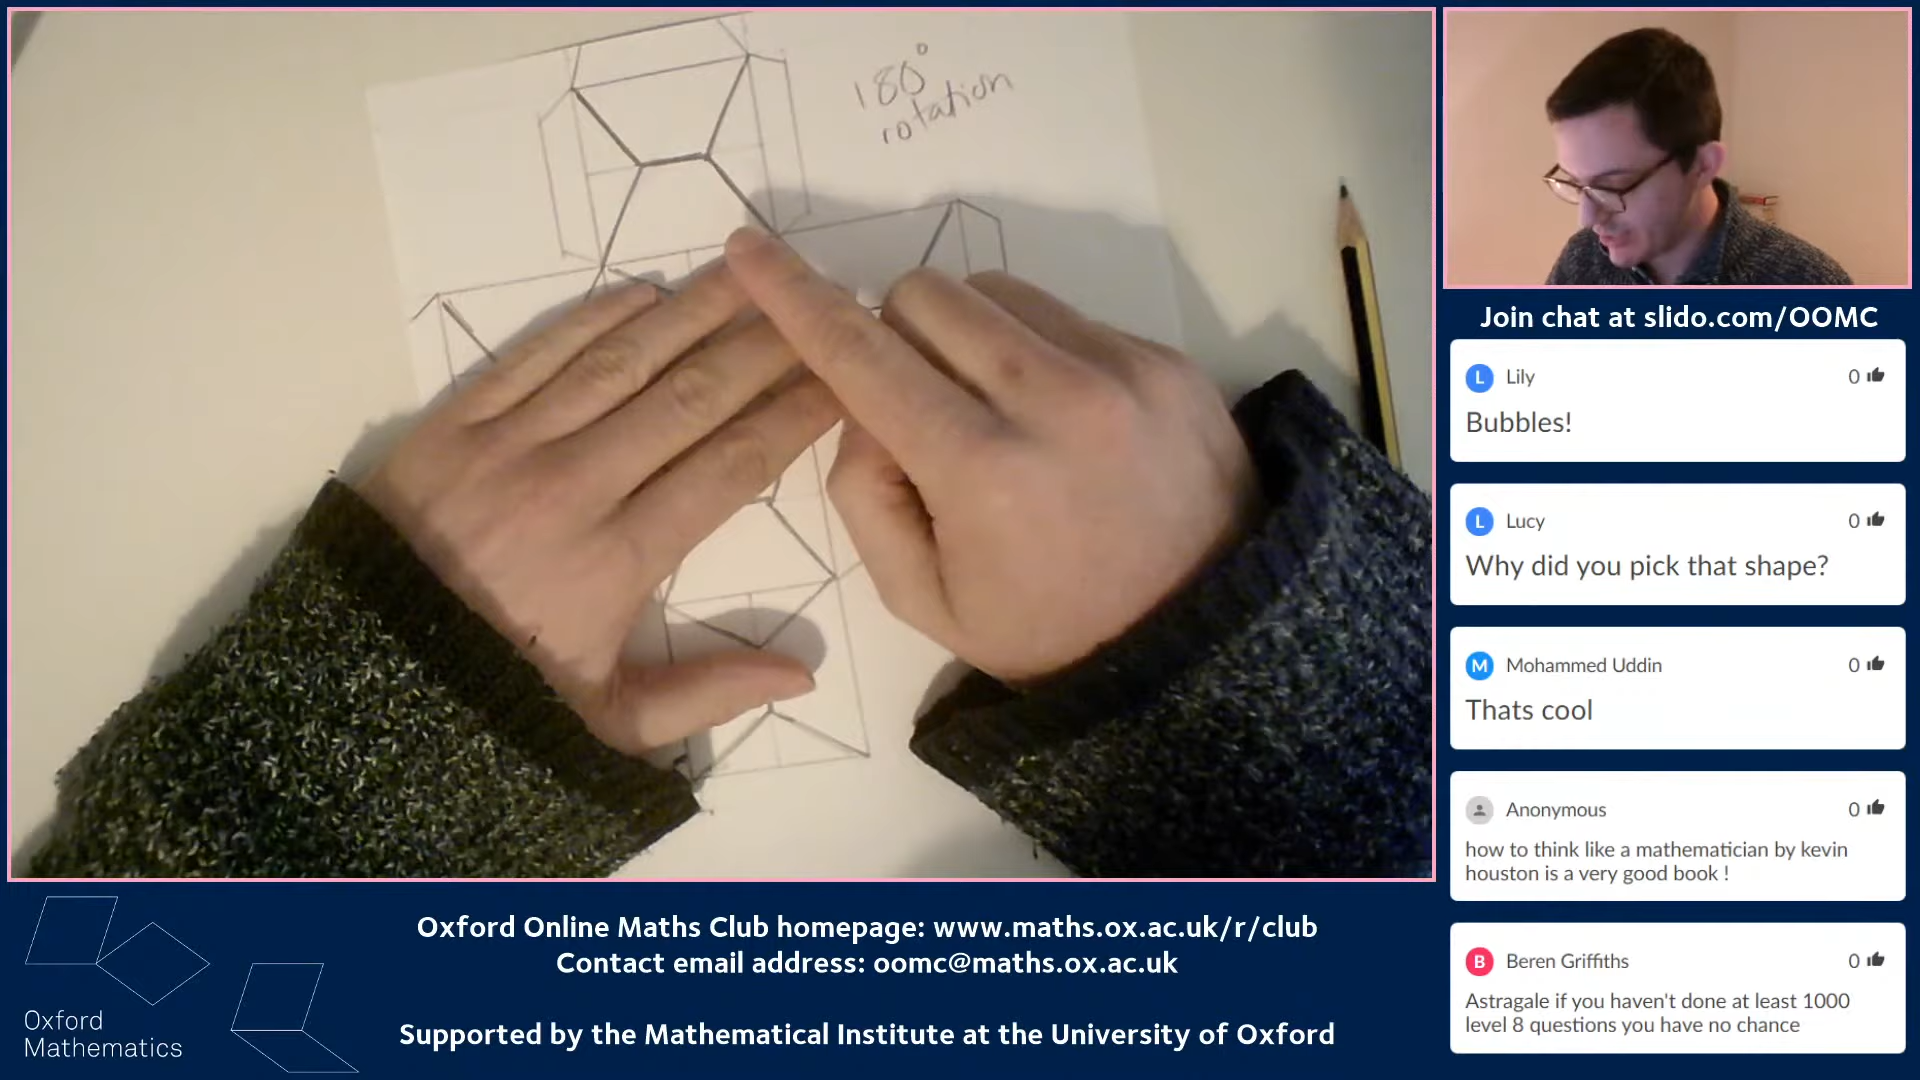 180°
rotation
Join chat at slido.com/OOMC
L Lily 0
Bubbles!
L Lucy 0
Why did you pick that shape?
M Mohammed Uddin 0
Thats cool
Anonymous 0
how to think like a mathematician by kevin
houston is a very good book !
B Beren Griffiths 0
Astragale if you haven't done at least 1000
level 8 questions you have no chance
Oxford Online Maths Club homepage: www.maths.ox.ac.uk/r/club
Contact email address: oomc@maths.ox.ac.uk
Supported by the Mathematical Institute at the University of Oxford
Oxford
Mathematics